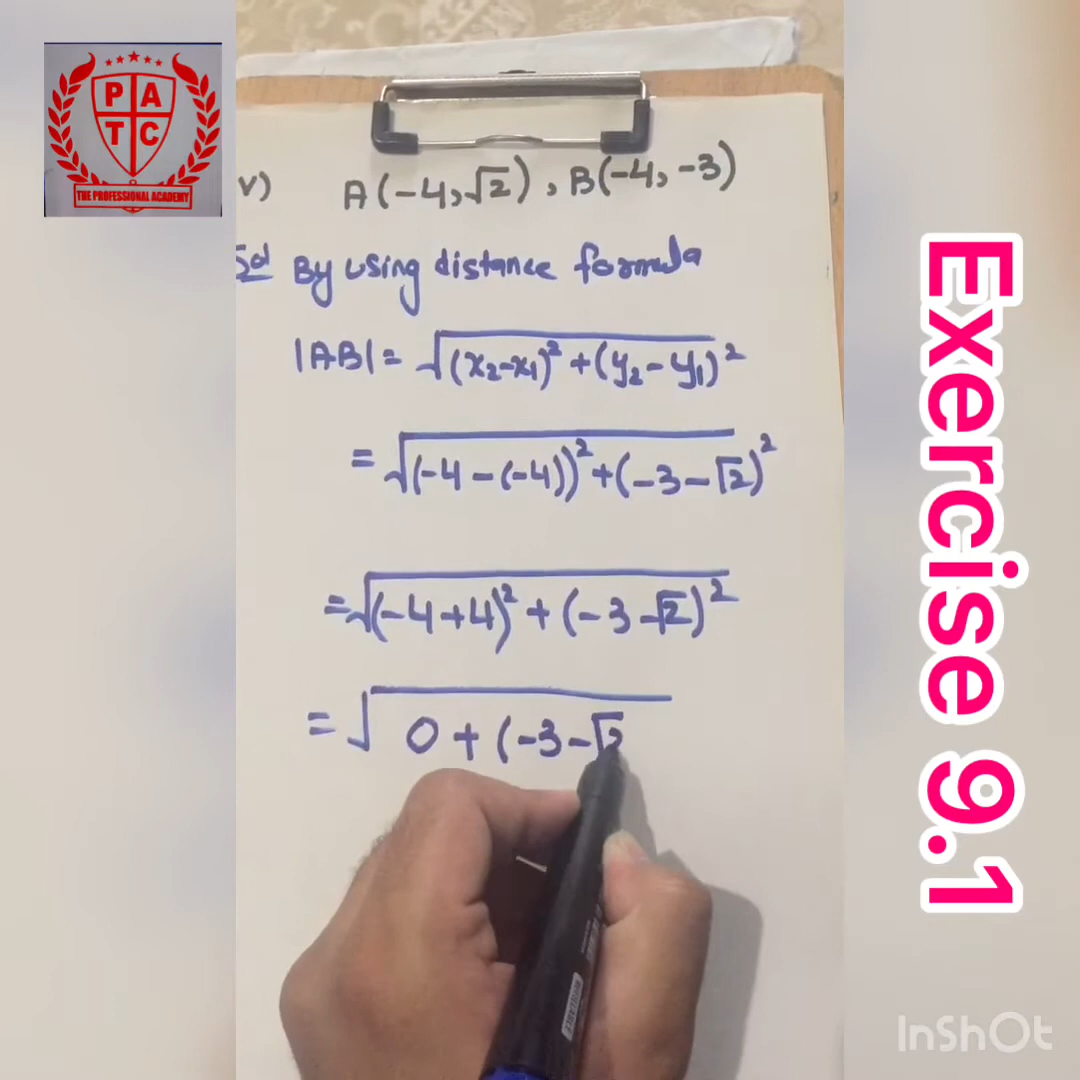 PATC
THE PROFESSIONAL ACADEMY
v) A(-4,√2), B(-4, -3)
Sol By using distance formula
|AB| = √(x₂-x₁)² + (y₂-y₁)²
= √(-4-(-4))² + (-3-√2)²
= √(-4+4)² + (-3-√2)²
= √0 + (-3-√2
Exercise 9.1
InShOt